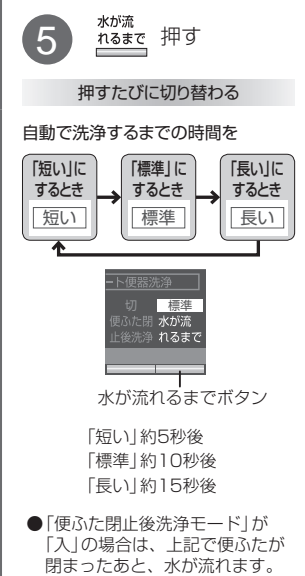 5 水が流れるまで 押す
押すたびに切り替わる
自動で洗浄するまでの時間を
「短い」に
するとき
短い
「標準」に
するとき
標準
「長い」に
するとき
長い
ート便器洗浄
切 標準
便ふた閉 水が流
止後洗浄 れるまで
水が流れるまでボタン
「短い」約5秒後
「標準」約10秒後
「長い」約15秒後
●「便ふた閉止後洗浄モード」が
「入」の場合は、上記で便ふたが
閉まったあと、水が流れます。